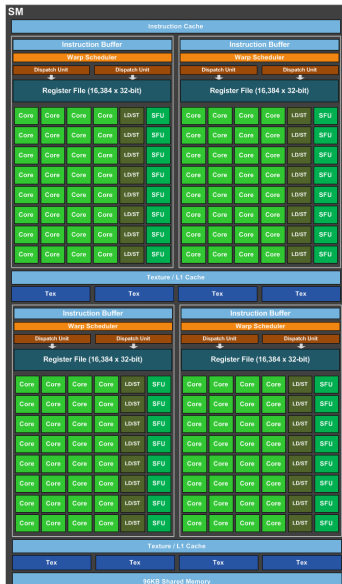 SM
Instruction Cache
Instruction Buffer Instruction Buffer
Warp Scheduler Warp Scheduler
Dispatch Unit Dispatch Unit Dispatch Unit Dispatch Unit
Register File (16,384 x 32-bit) Register File (16,384 x 32-bit)
Core Core Core Core LD/ST SFU Core Core Core Core LD/ST SFU
Core Core Core Core LD/ST SFU Core Core Core Core LD/ST SFU
Core Core Core Core LD/ST SFU Core Core Core Core LD/ST SFU
Core Core Core Core LD/ST SFU Core Core Core Core LD/ST SFU
Core Core Core Core LD/ST SFU Core Core Core Core LD/ST SFU
Core Core Core Core LD/ST SFU Core Core Core Core LD/ST SFU
Core Core Core Core LD/ST SFU Core Core Core Core LD/ST SFU
Core Core Core Core LD/ST SFU Core Core Core Core LD/ST SFU
Texture / L1 Cache
Tex Tex Tex Tex
Instruction Buffer Instruction Buffer
Warp Scheduler Warp Scheduler
Dispatch Unit Dispatch Unit Dispatch Unit Dispatch Unit
Register File (16,384 x 32-bit) Register File (16,384 x 32-bit)
Core Core Core Core LD/ST SFU Core Core Core Core LD/ST SFU
Core Core Core Core LD/ST SFU Core Core Core Core LD/ST SFU
Core Core Core Core LD/ST SFU Core Core Core Core LD/ST SFU
Core Core Core Core LD/ST SFU Core Core Core Core LD/ST SFU
Core Core Core Core LD/ST SFU Core Core Core Core LD/ST SFU
Core Core Core Core LD/ST SFU Core Core Core Core LD/ST SFU
Core Core Core Core LD/ST SFU Core Core Core Core LD/ST SFU
Core Core Core Core LD/ST SFU Core Core Core Core LD/ST SFU
Texture / L1 Cache
Tex Tex Tex Tex
96KB Shared Memory